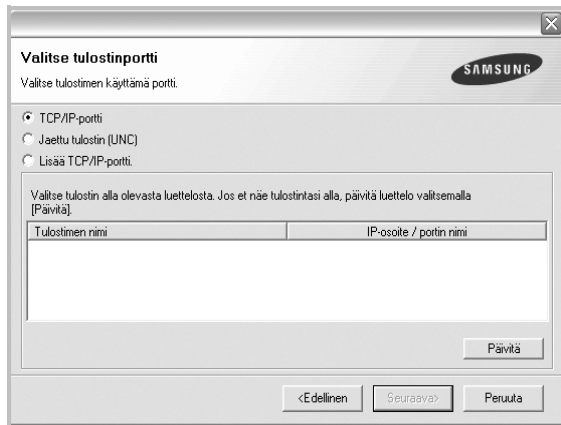 Valitse tulostinportti
Valitse tulostimen käyttämä portti.
SAMSUNG
TCP/IP-portti
Jaettu tulostin (UNC)
Lisää TCP/IP-portti.
Valitse tulostin alla olevasta luettelosta. Jos et näe tulostintasi alla, päivitä luettelo valitsemalla
[Päivitä].
Tulostimen nimi IP-osoite / portin nimi
Päivitä
<Edellinen Seuraava> Peruuta